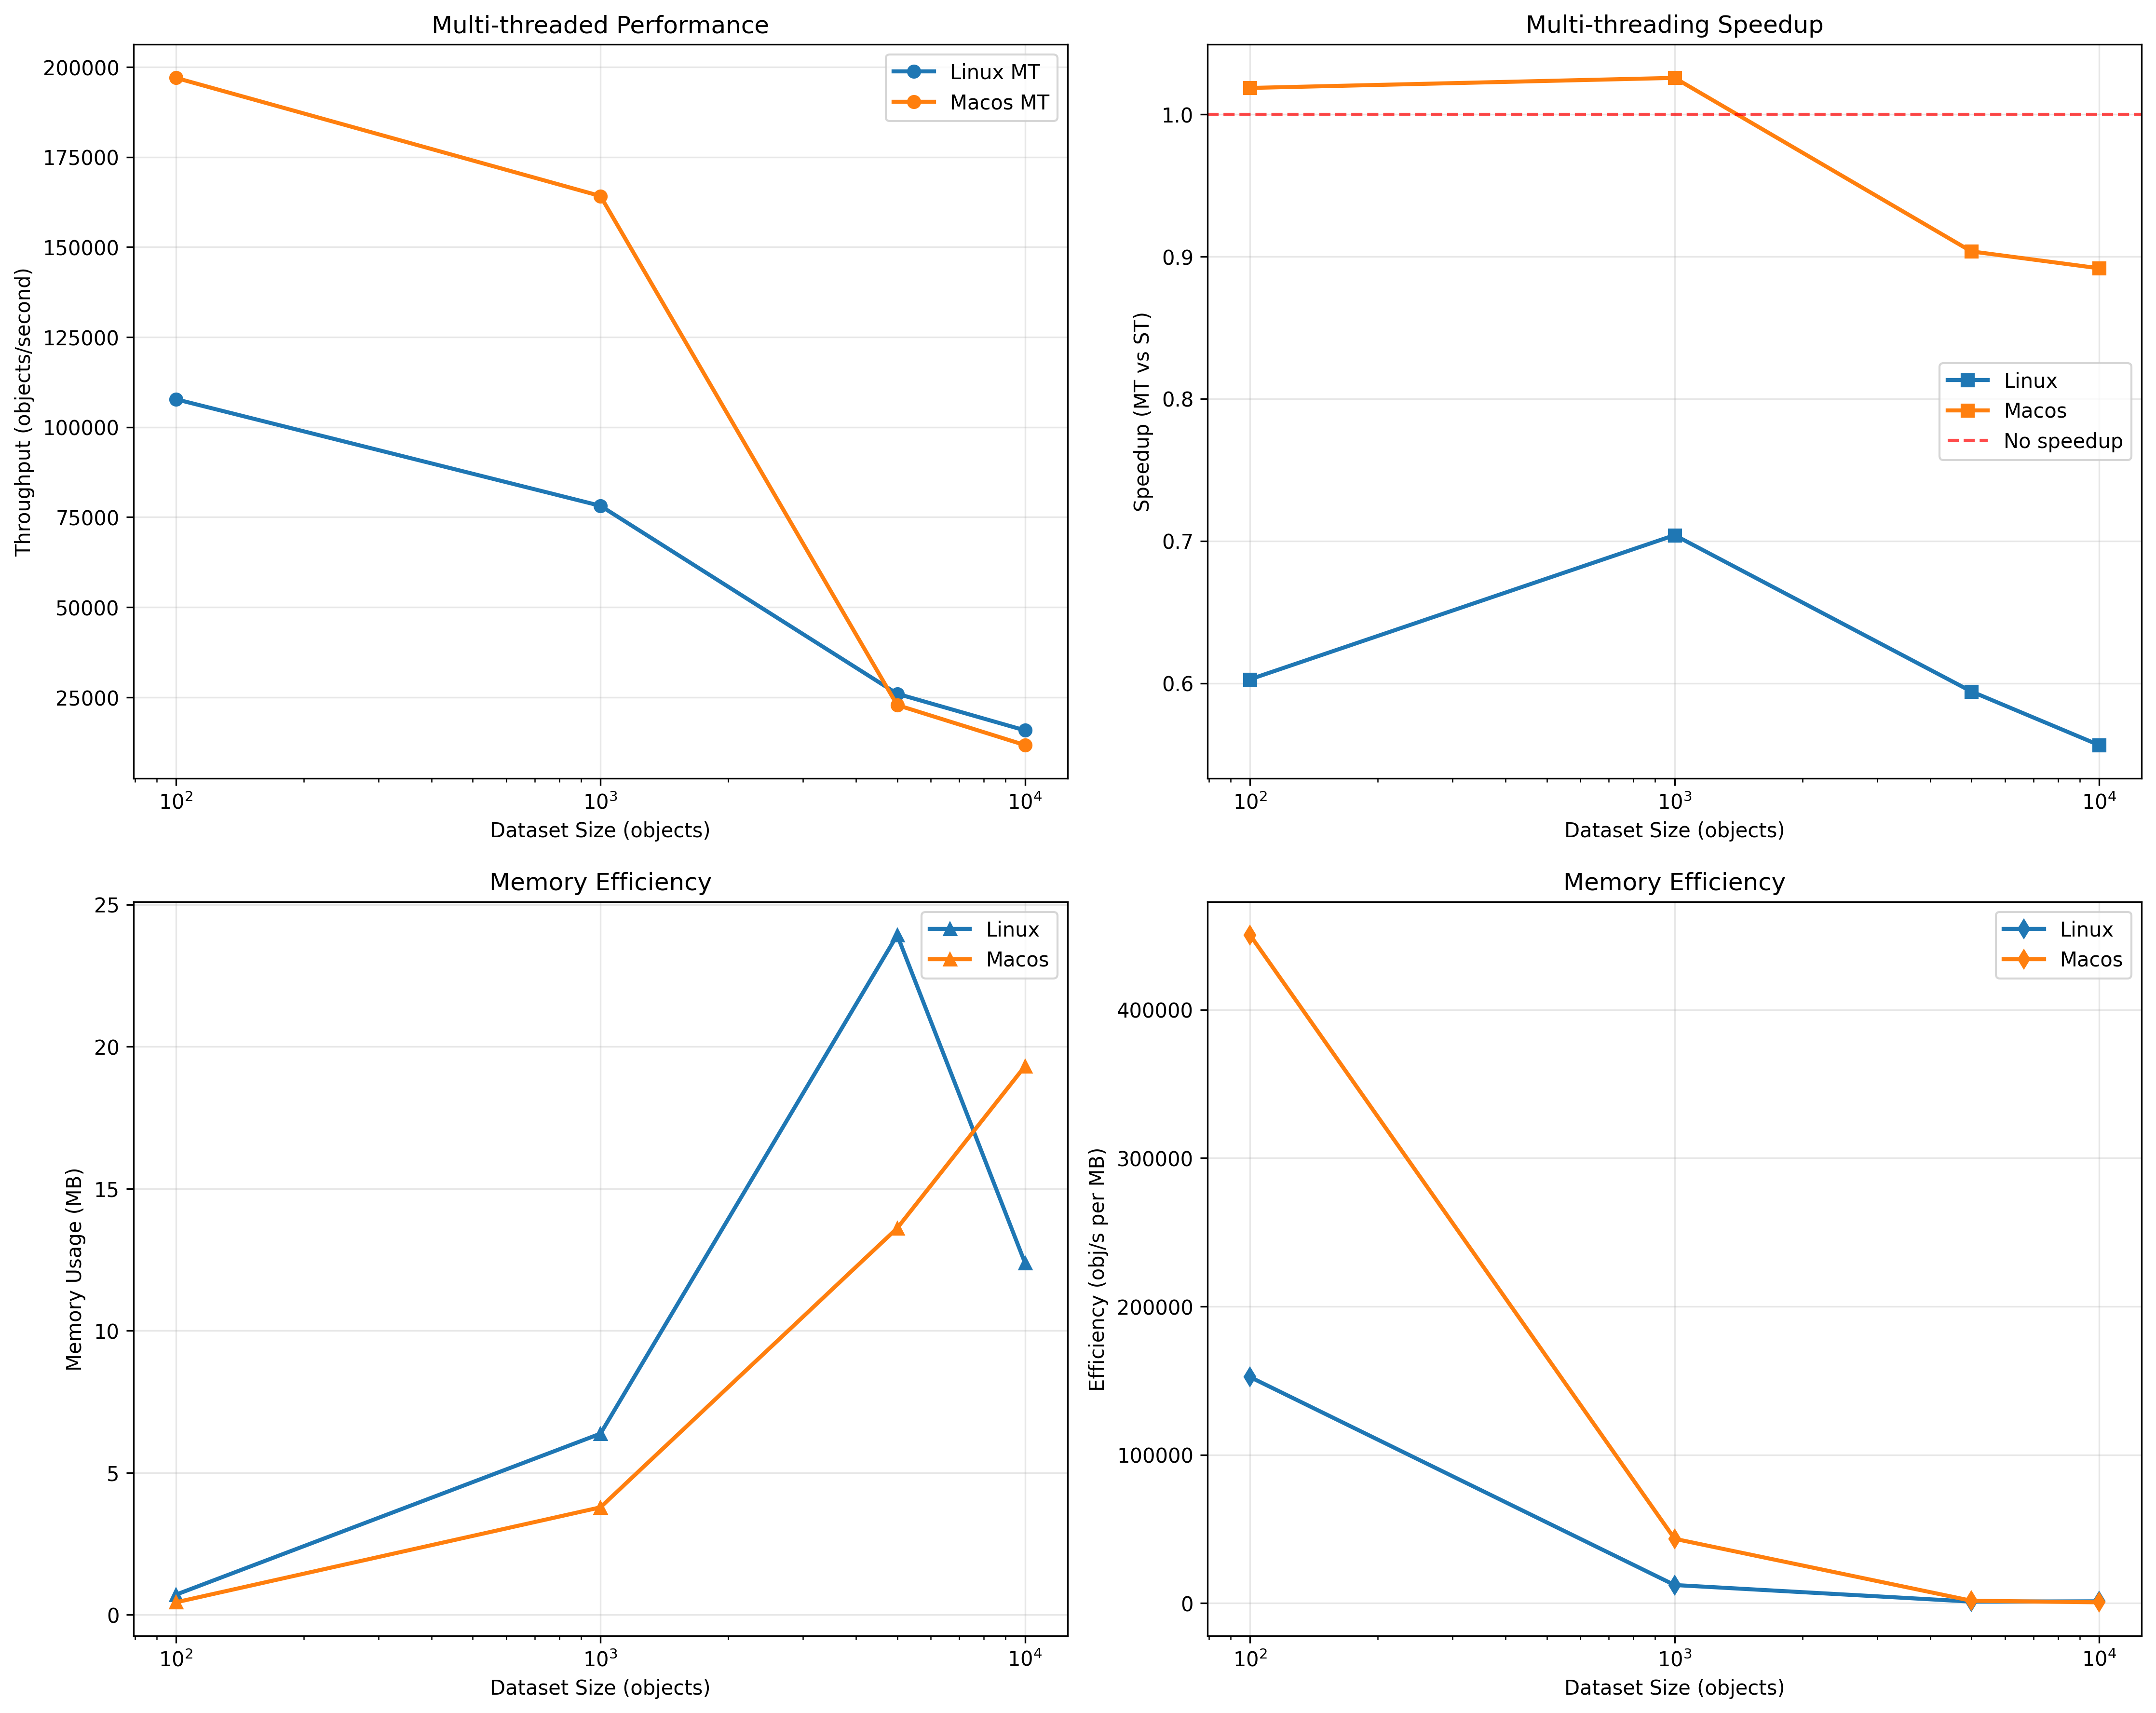 Multi-threaded Performance
Throughput (objects/second)
200000
175000
150000
125000
100000
75000
50000
25000
Linux MT
Macos MT
10²
10³
10⁴
Dataset Size (objects)
Multi-threading Speedup
Speedup (MT vs ST)
1.0
0.9
0.8
0.7
0.6
Linux
Macos
No speedup
10²
10³
10⁴
Dataset Size (objects)
Memory Efficiency
Memory Usage (MB)
25
20
15
10
5
0
Linux
Macos
10²
10³
10⁴
Dataset Size (objects)
Memory Efficiency
Efficiency (obj/s per MB)
400000
300000
200000
100000
0
Linux
Macos
10²
10³
10⁴
Dataset Size (objects)